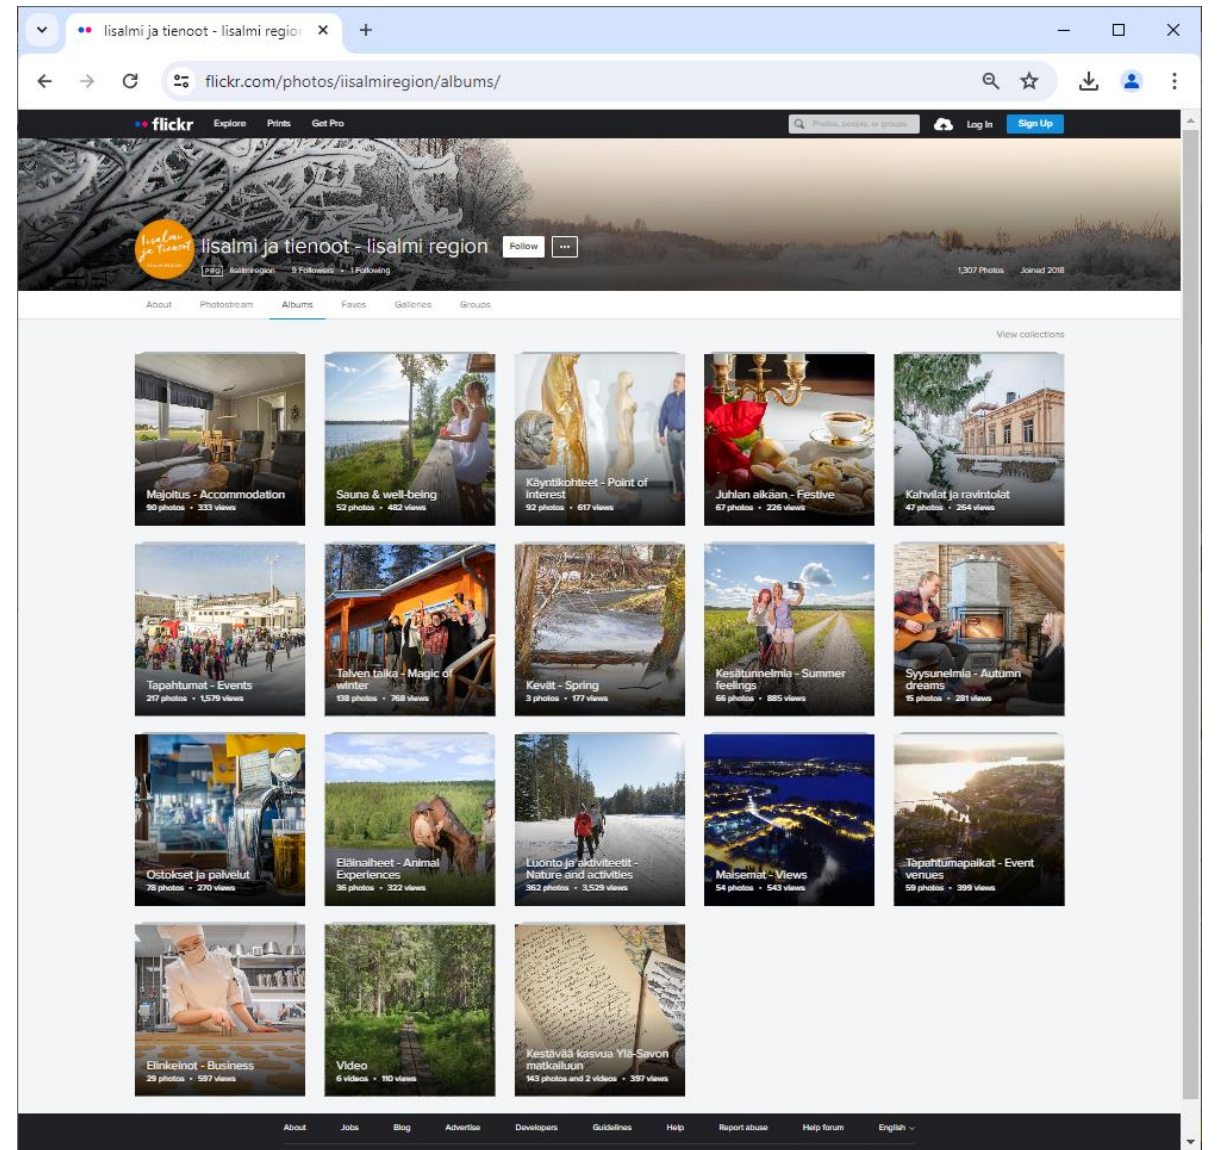 Iisalmi ja tienoot - Iisalmi region
flickr.com/photos/iisalmiregion/albums/
flickr Explore Prints Get Pro Photos, people, or groups Log In Sign Up
Iisalmi ja tienoot
Iisalmi ja tienoot - Iisalmi region Follow ...
PRO iisalmiregion 9 Followers • 1 Following 1,307 Photos Joined 2018
About Photostream Albums Faves Galleries Groups
View collections
Majoitus - Accommodation
90 photos • 333 views
Sauna & well-being
52 photos • 482 views
Käyntikohteet - Point of
interest
92 photos • 617 views
Juhlan aikaan - Festive
67 photos • 226 views
Kahvilat ja ravintolat
47 photos • 264 views
Tapahtumat - Events
217 photos • 1,579 views
Talven taika - Magic of
winter
138 photos • 768 views
Kevät - Spring
3 photos • 177 views
Kesätunnelmia - Summer
feelings
66 photos • 885 views
Syysunelmia - Autumn
dreams
15 photos • 281 views
Ostokset ja palvelut
78 photos • 270 views
Eläinaiheet - Animal
Experiences
36 photos • 322 views
Luonto ja aktiviteetit -
Nature and activities
362 photos • 3,529 views
Maisemat - Views
54 photos • 543 views
Tapahtumapaikat - Event
venues
59 photos • 399 views
Elinkeinot - Business
29 photos • 597 views
Video
6 videos • 110 views
Kestävää kasvua Ylä-Savon
matkailuun
143 photos and 2 videos • 397 views
About Jobs Blog Advertise Developers Guidelines Help Report abuse Help forum English